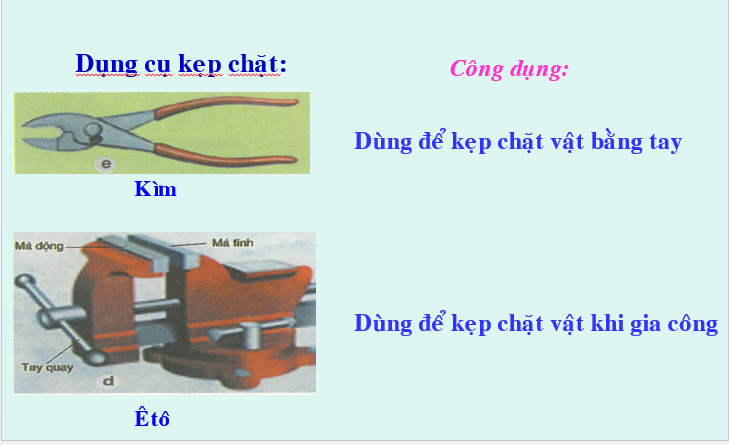 Dụng cụ kẹp chặt:
Công dụng:
e
Dùng để kẹp chặt vật bằng tay
Kìm
Má động
Má tĩnh
Dùng để kẹp chặt vật khi gia công
Tay quay
d
Êtô